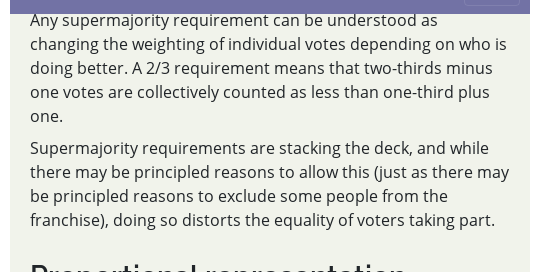 Any supermajority requirement can be understood as
changing the weighting of individual votes depending on who is
doing better. A 2/3 requirement means that two-thirds minus
one votes are collectively counted as less than one-third plus
one.
Supermajority requirements are stacking the deck, and while
there may be principled reasons to allow this (just as there may
be principled reasons to exclude some people from the
franchise), doing so distorts the equality of voters taking part.
Proportional representation